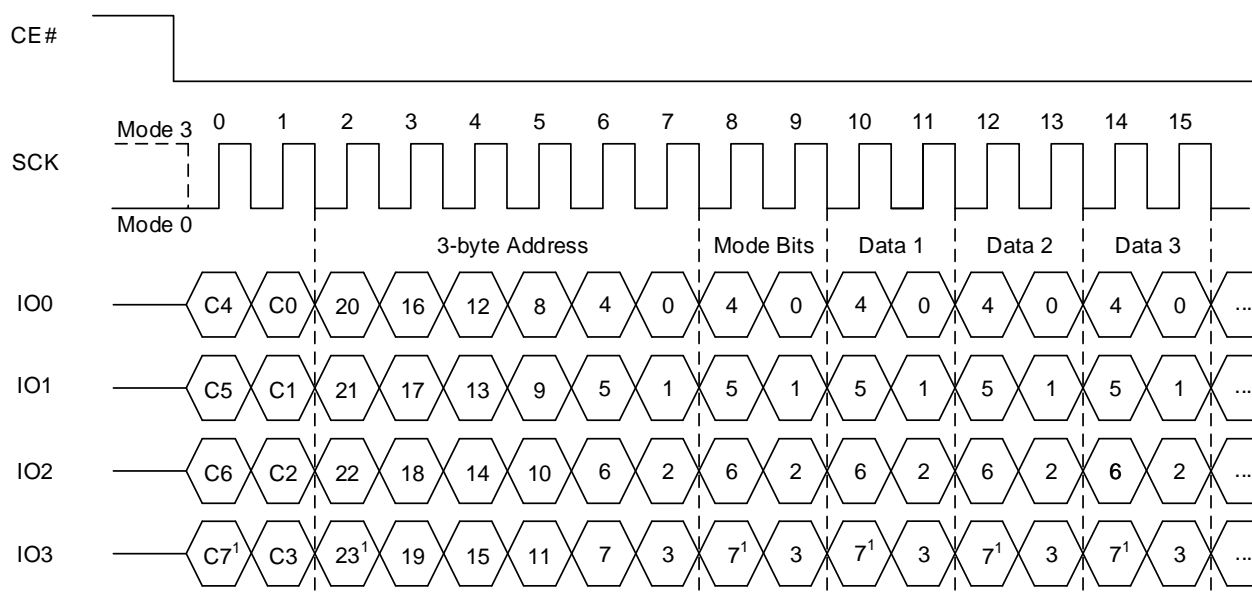 CE#
Mode 3 0 1 2 3 4 5 6 7 8 9 10 11 12 13 14 15
SCK
Mode 0
3-byte Address Mode Bits Data 1 Data 2 Data 3
IO0 C4 C0 20 16 12 8 4 0 4 0 4 0 4 0 4 0 ...
IO1 C5 C1 21 17 13 9 5 1 5 1 5 1 5 1 5 1 ...
IO2 C6 C2 22 18 14 10 6 2 6 2 6 2 6 2 6 2 ...
IO3 C7¹ C3 23¹ 19 15 11 7 3 7¹ 3 7¹ 3 7¹ 3 7¹ 3 ...